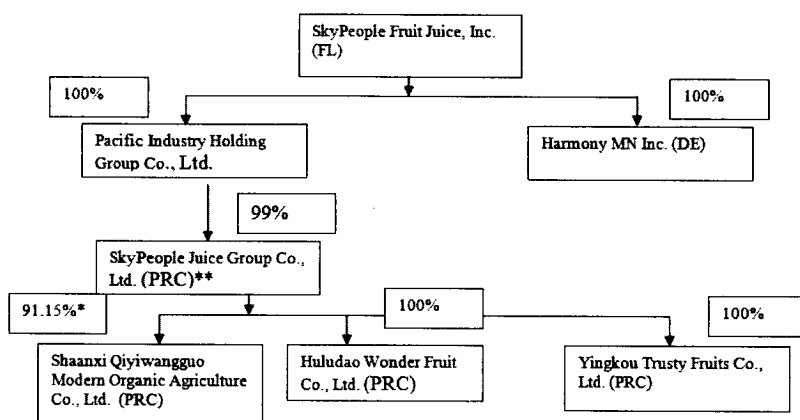 SkyPeople Fruit Juice, Inc.
(FL)
100%
100%
Pacific Industry Holding
Group Co., Ltd.
Harmony MN Inc. (DE)
99%
SkyPeople Juice Group Co.,
Ltd. (PRC)**
91.15%*
100%
100%
Shaanxi Qiyiwangguo
Modern Organic Agriculture
Co., Ltd. (PRC)
Huludao Wonder Fruit
Co., Ltd. (PRC)
Yingkou Trusty Fruits Co.,
Ltd. (PRC)